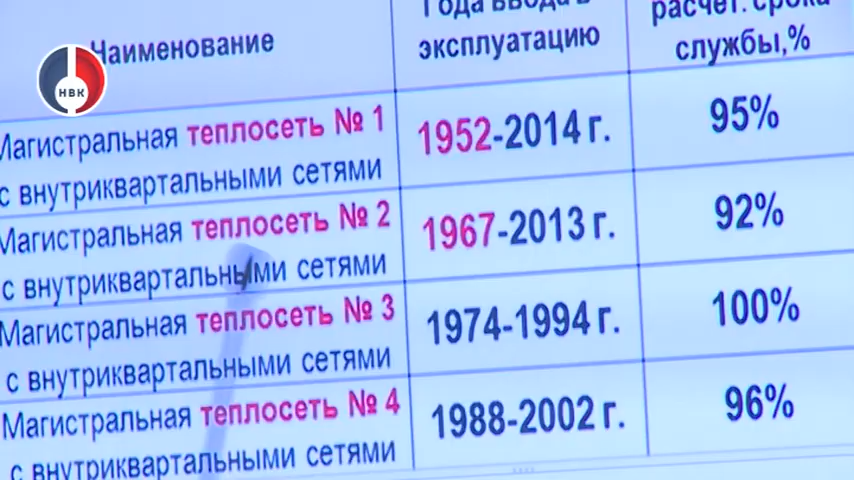 Наименование
Года ввода в
эксплуатацию
расчет. срока
службы,%
НВК
Магистральная теплосеть № 1
с внутриквартальными сетями
1952-2014 г.
95%
Магистральная теплосеть № 2
с внутриквартальными сетями
1967-2013 г.
92%
Магистральная теплосеть № 3
с внутриквартальными сетями
1974-1994 г.
100%
Магистральная теплосеть № 4
с внутриквартальными сетями
1988-2002 г.
96%